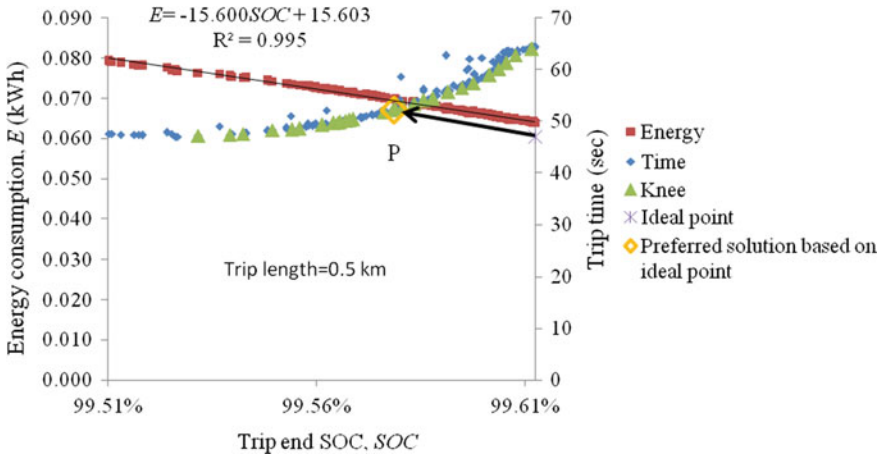 E= -15.600SOC+ 15.603
R² = 0.995
Energy consumption, E (kWh)
0.090
0.080
0.070
0.060
0.050
0.040
0.030
0.020
0.010
0.000
99.51%
99.56%
99.61%
Trip end SOC, SOC
P
Trip length=0.5 km
70
60
50
40
30
20
10
0
Trip time (sec)
Energy
Time
Knee
Ideal point
Preferred solution based on
ideal point